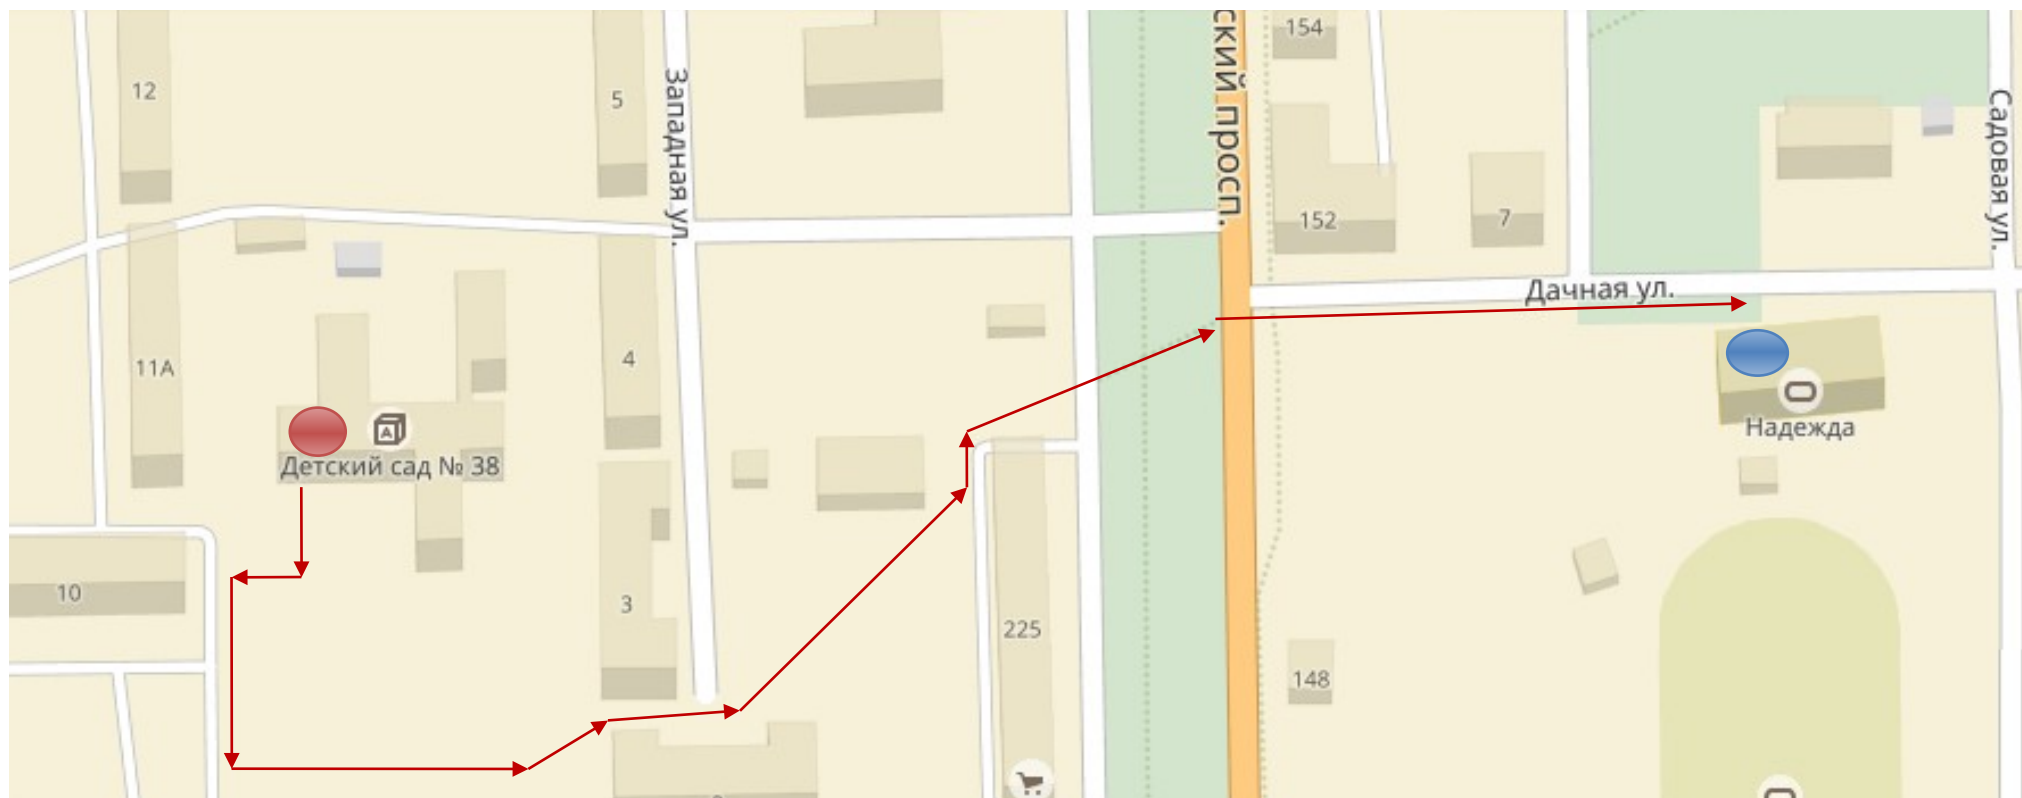 154
12
5
Западная ул.
ский просп.
Садовая ул.
152
7
Дачная ул.
11А
4
А
Детский сад № 38
Надежда
10
3
225
148